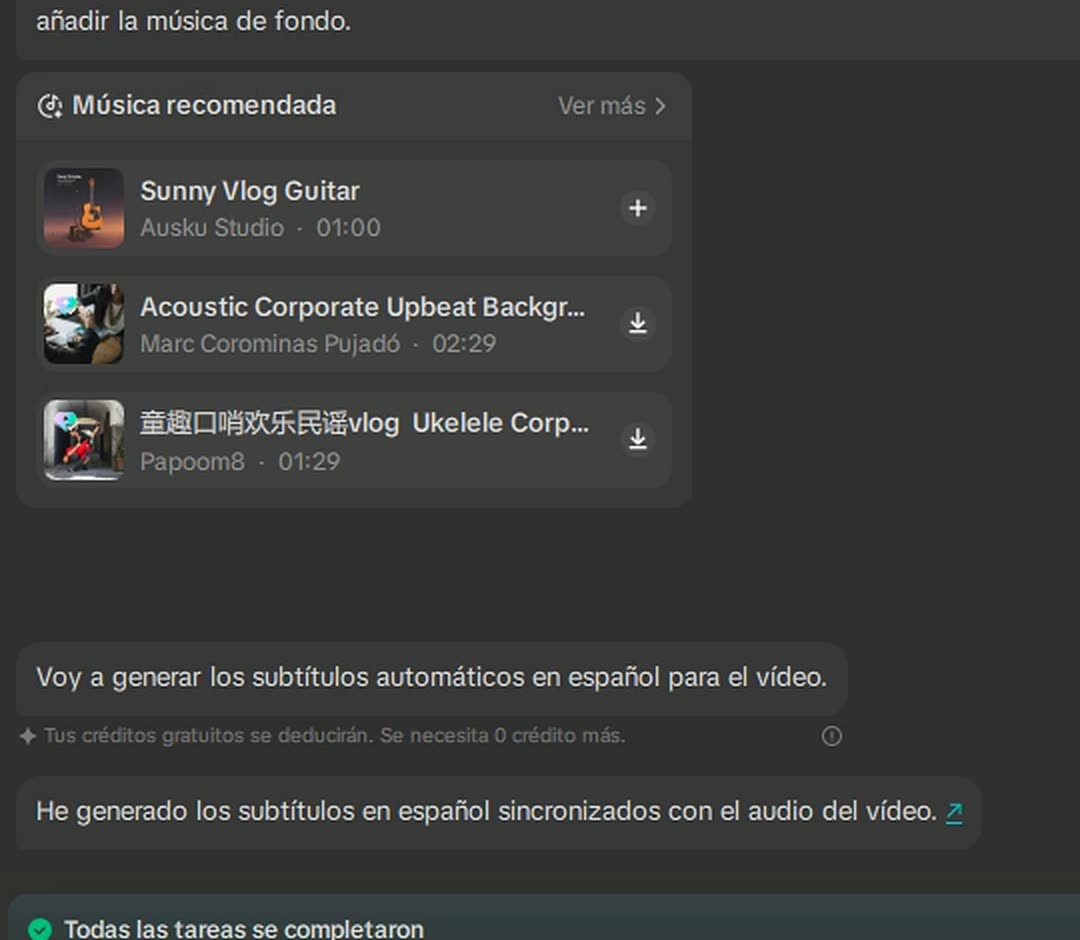 añadir la música de fondo.
Música recomendada
Ver más
Sunny Vlog Guitar
Ausku Studio · 01:00
Acoustic Corporate Upbeat Backgr...
Marc Corominas Pujadó · 02:29
童趣口哨欢乐民谣vlog Ukelele Corp...
Papoom8 · 01:29
Voy a generar los subtítulos automáticos en español para el vídeo.
Tus créditos gratuitos se deducirán. Se necesita 0 crédito más.
He generado los subtítulos en español sincronizados con el audio del vídeo.
Todas las tareas se completaron